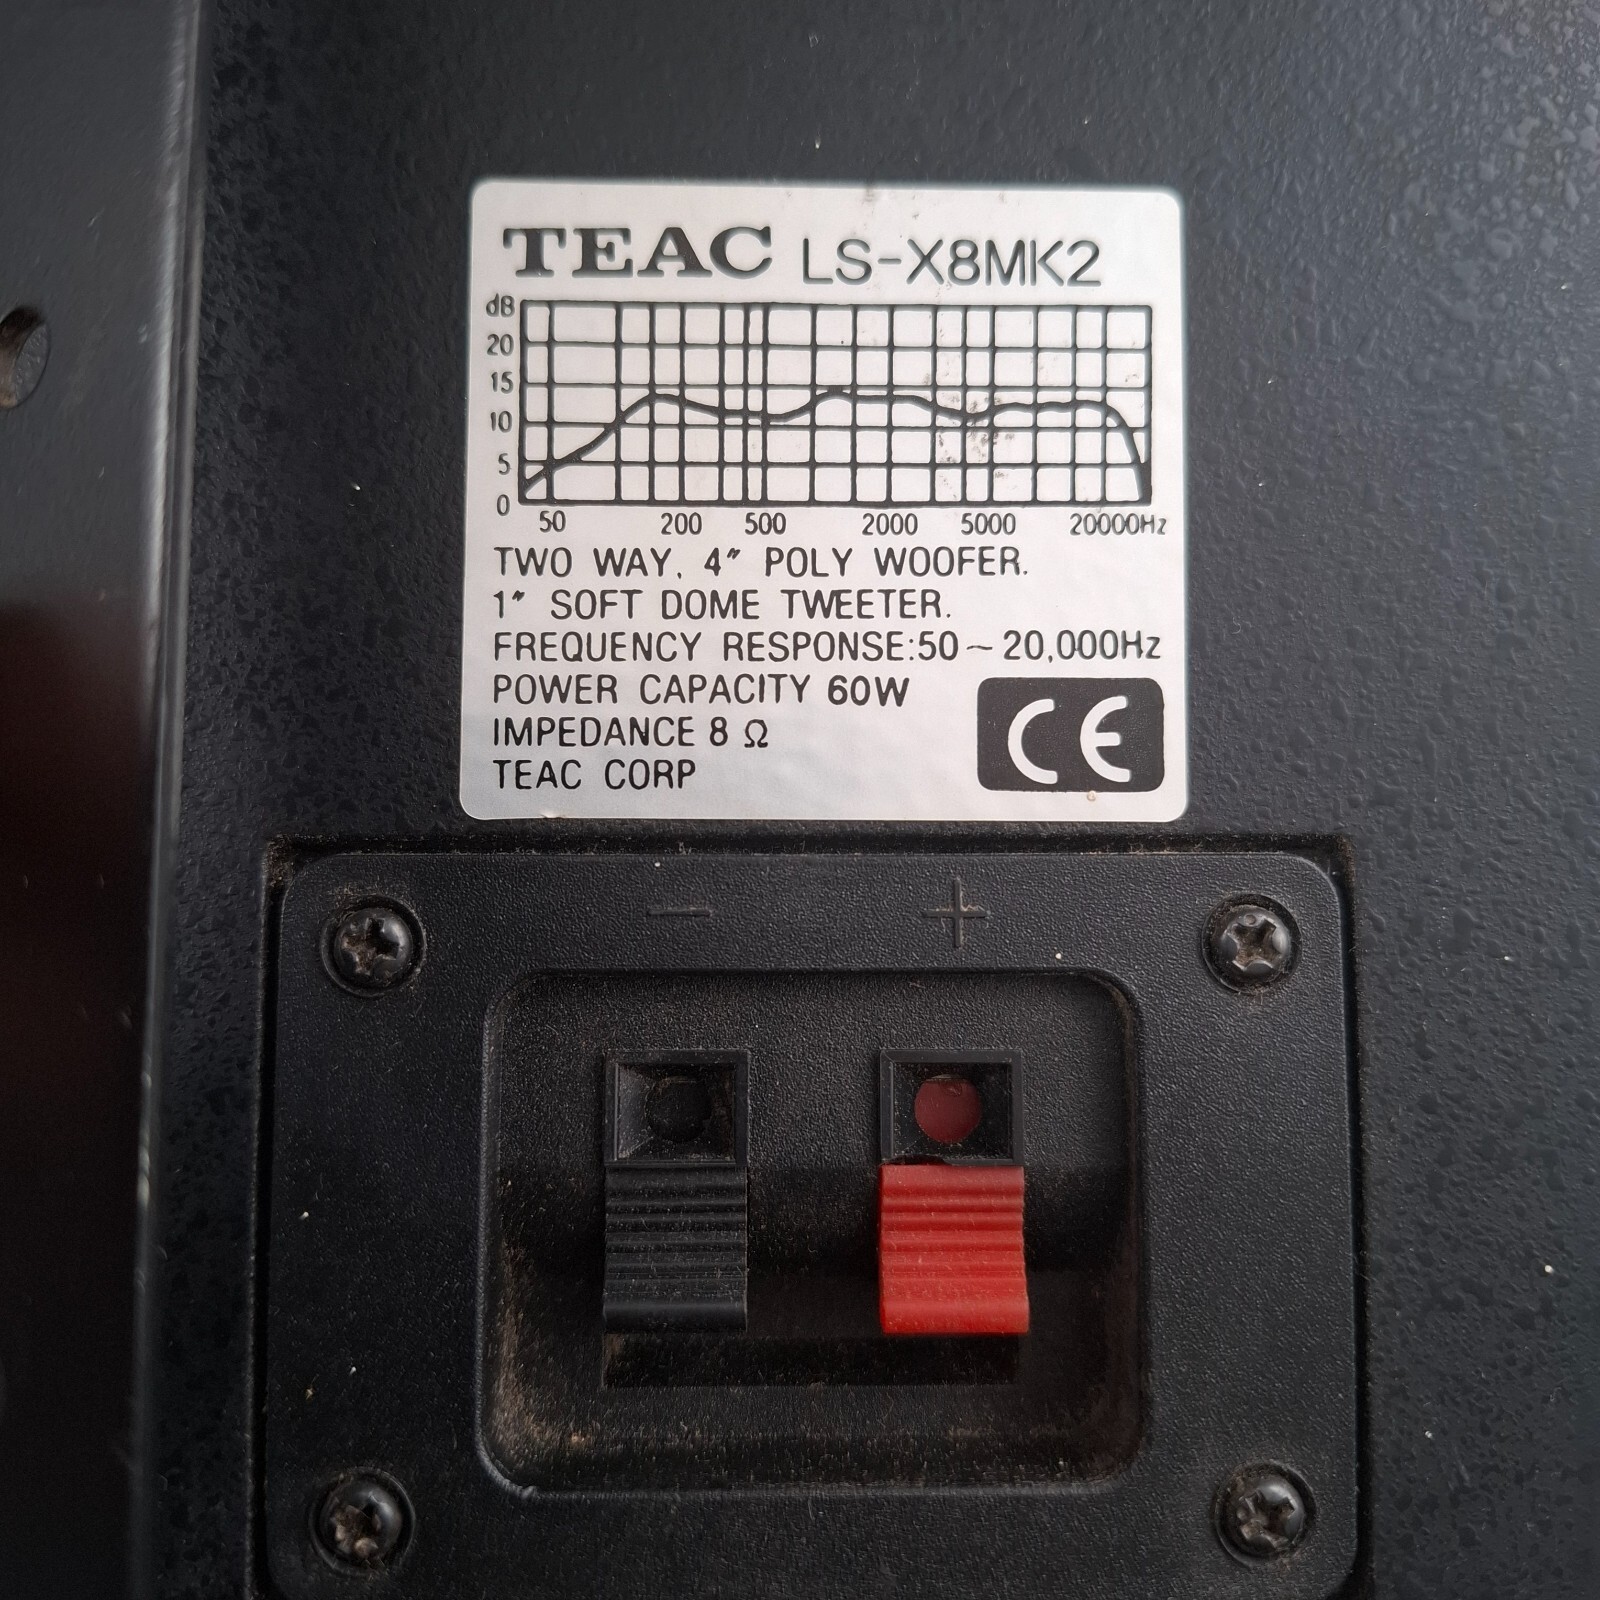 TEAC LS-X8MK2
dB
20
15
10
5
0
50 200 500 2000 5000 20000Hz
TWO WAY. 4" POLY WOOFER.
1" SOFT DOME TWEETER.
FREQUENCY RESPONSE:50~20,000Hz
POWER CAPACITY 60W
IMPEDANCE 8 Ω
TEAC CORP
CE
− +